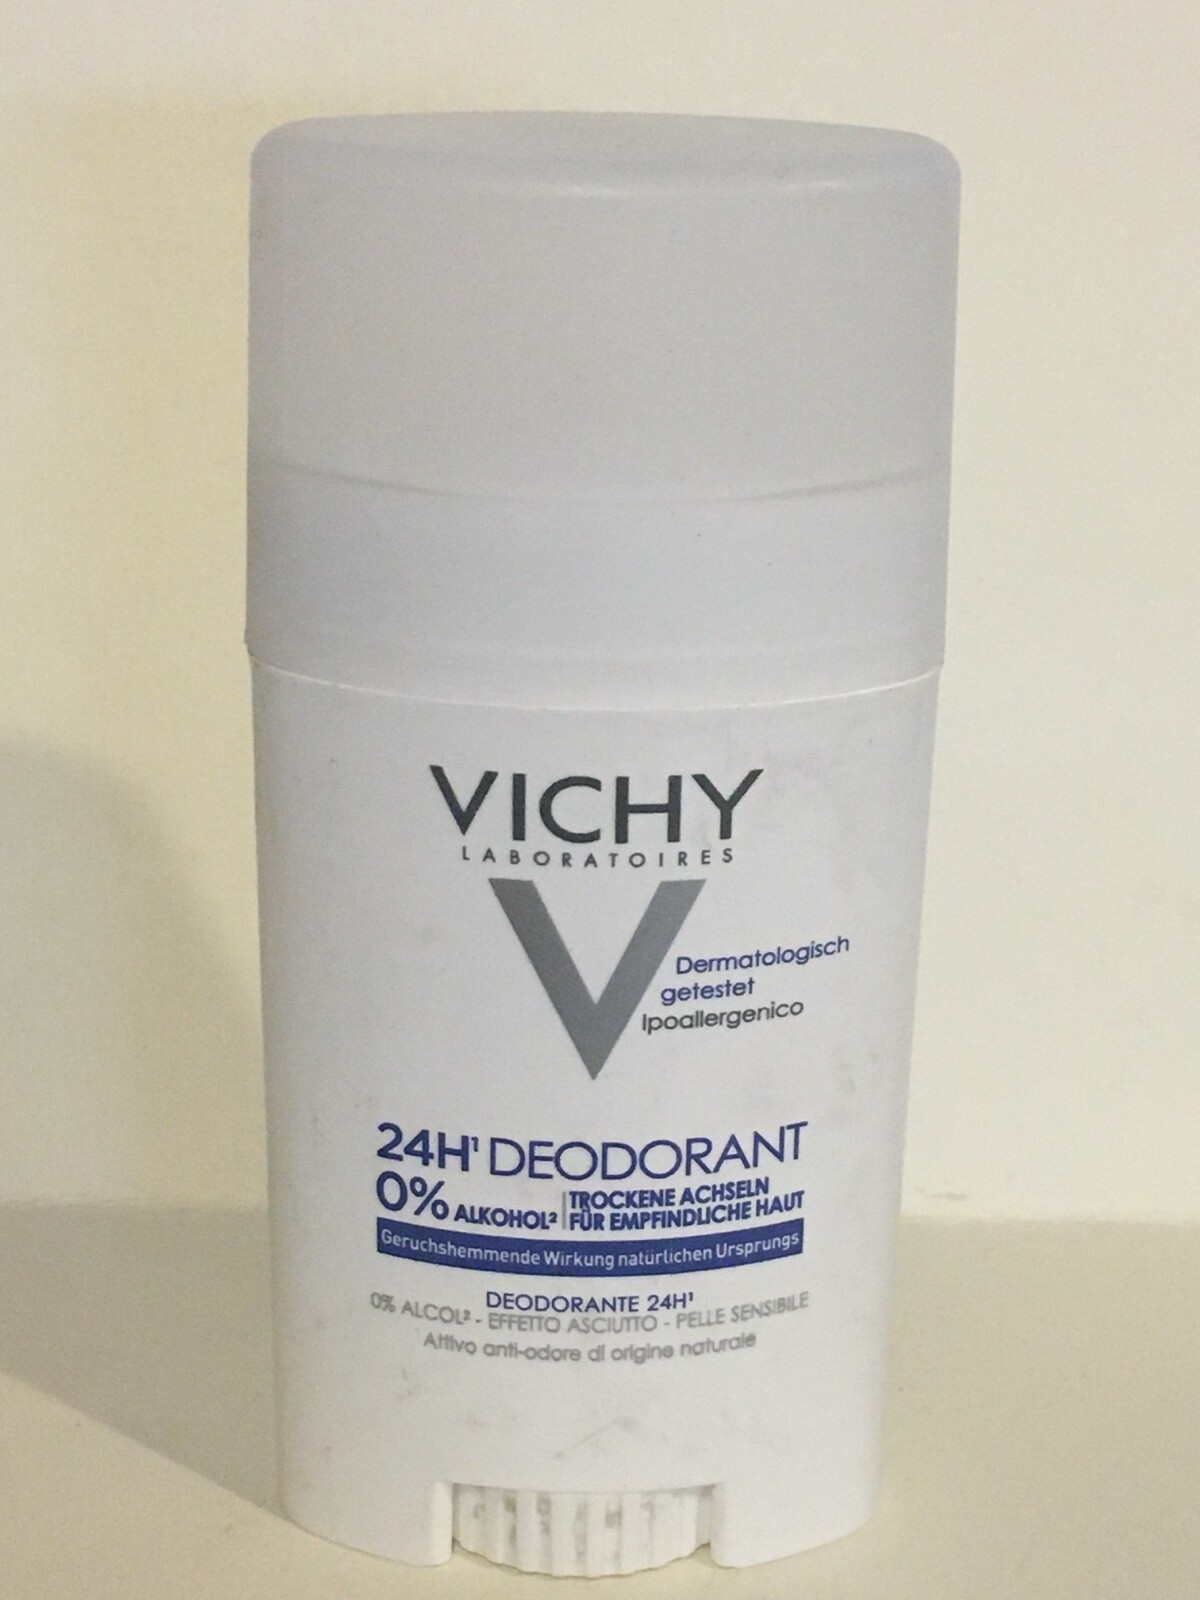 VICHY
LABORATOIRES
V
Dermatologisch
getestet
Ipoallergenico
24H¹ DEODORANT
0% ALKOHOL² | TROCKENE ACHSELN
FÜR EMPFINDLICHE HAUT
Geruchshemmende Wirkung natürlichen Ursprungs
DEODORANTE 24H¹
0% ALCOL² - EFFETTO ASCIUTTO - PELLE SENSIBILE
Attivo anti-odore di origine naturale